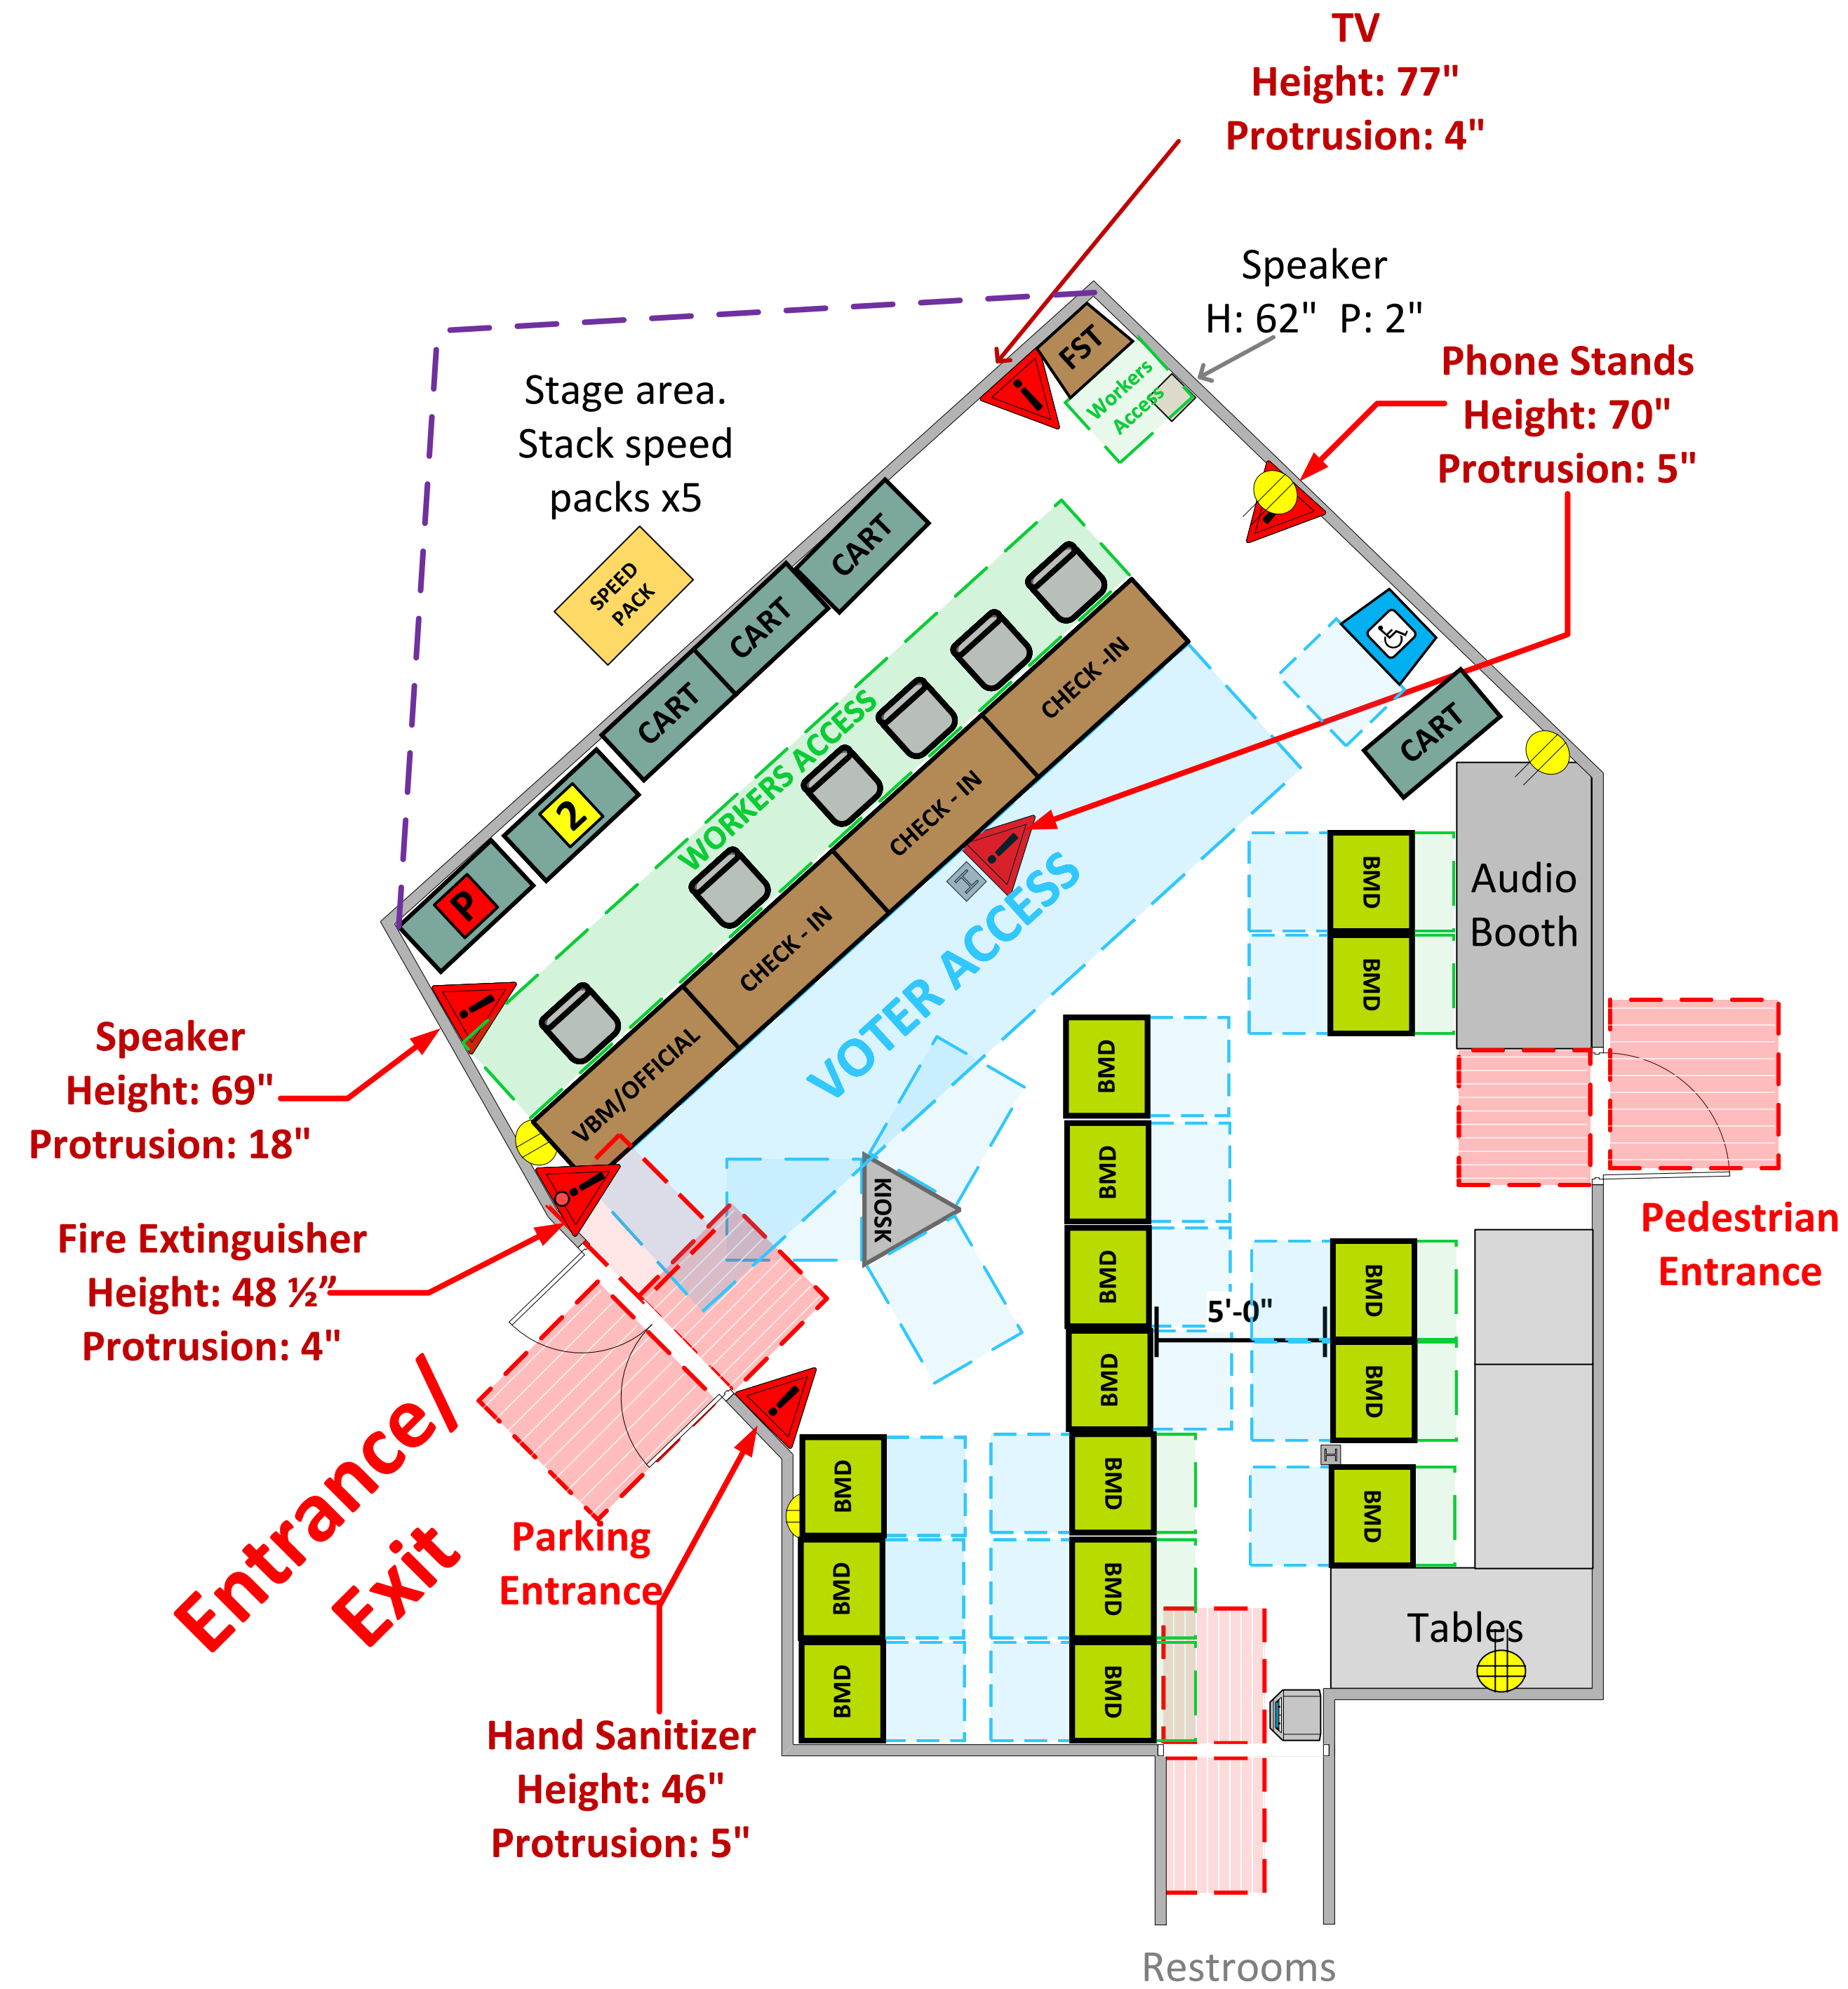 TV
Height: 77"
Protrusion: 4"
Speaker
H: 62"  P: 2"
Phone Stands
Height: 70"
Protrusion: 5"
FST
Workers
Access
Stage area.
Stack speed
packs x5
SPEED
PACK
CART
CART
CART
2
P
CART
WORKERS ACCESS
CHECK -IN
CHECK - IN
CHECK - IN
VBM/OFFICIAL
VOTER ACCESS
H
KIOSK
Audio
Booth
BMD
BMD
Speaker
Height: 69"
Protrusion: 18"
Fire Extinguisher
Height: 48 ½”
Protrusion: 4"
Entrance/
Exit
Parking
Entrance
Hand Sanitizer
Height: 46"
Protrusion: 5"
Pedestrian
Entrance
BMD
BMD
BMD
BMD
5'-0"
BMD
BMD
H
BMD
BMD
BMD
BMD
BMD
BMD
BMD
Tables
Restrooms